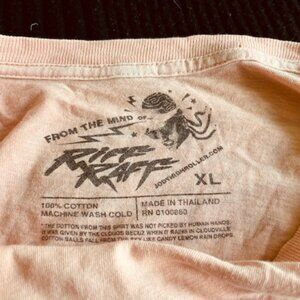 FROM THE MIND OF...
RIFF
RAFF
SODYHIGHROLLER.COM
XL
100% COTTON
MACHINE WASH COLD
MADE IN THAILAND
RN 0100860
* THE COTTON FROM THIS SHIRT WAS NOT PICKED BY HUMAN HANDS.
IT WAS GIVEN BY THE CLOUDS BECUZ WHEN IT RAINS IN CLOUDVILLE
COTTON BALLS FALL FROM THE SKY LIKE CANDY LEMON RAIN DROPS.